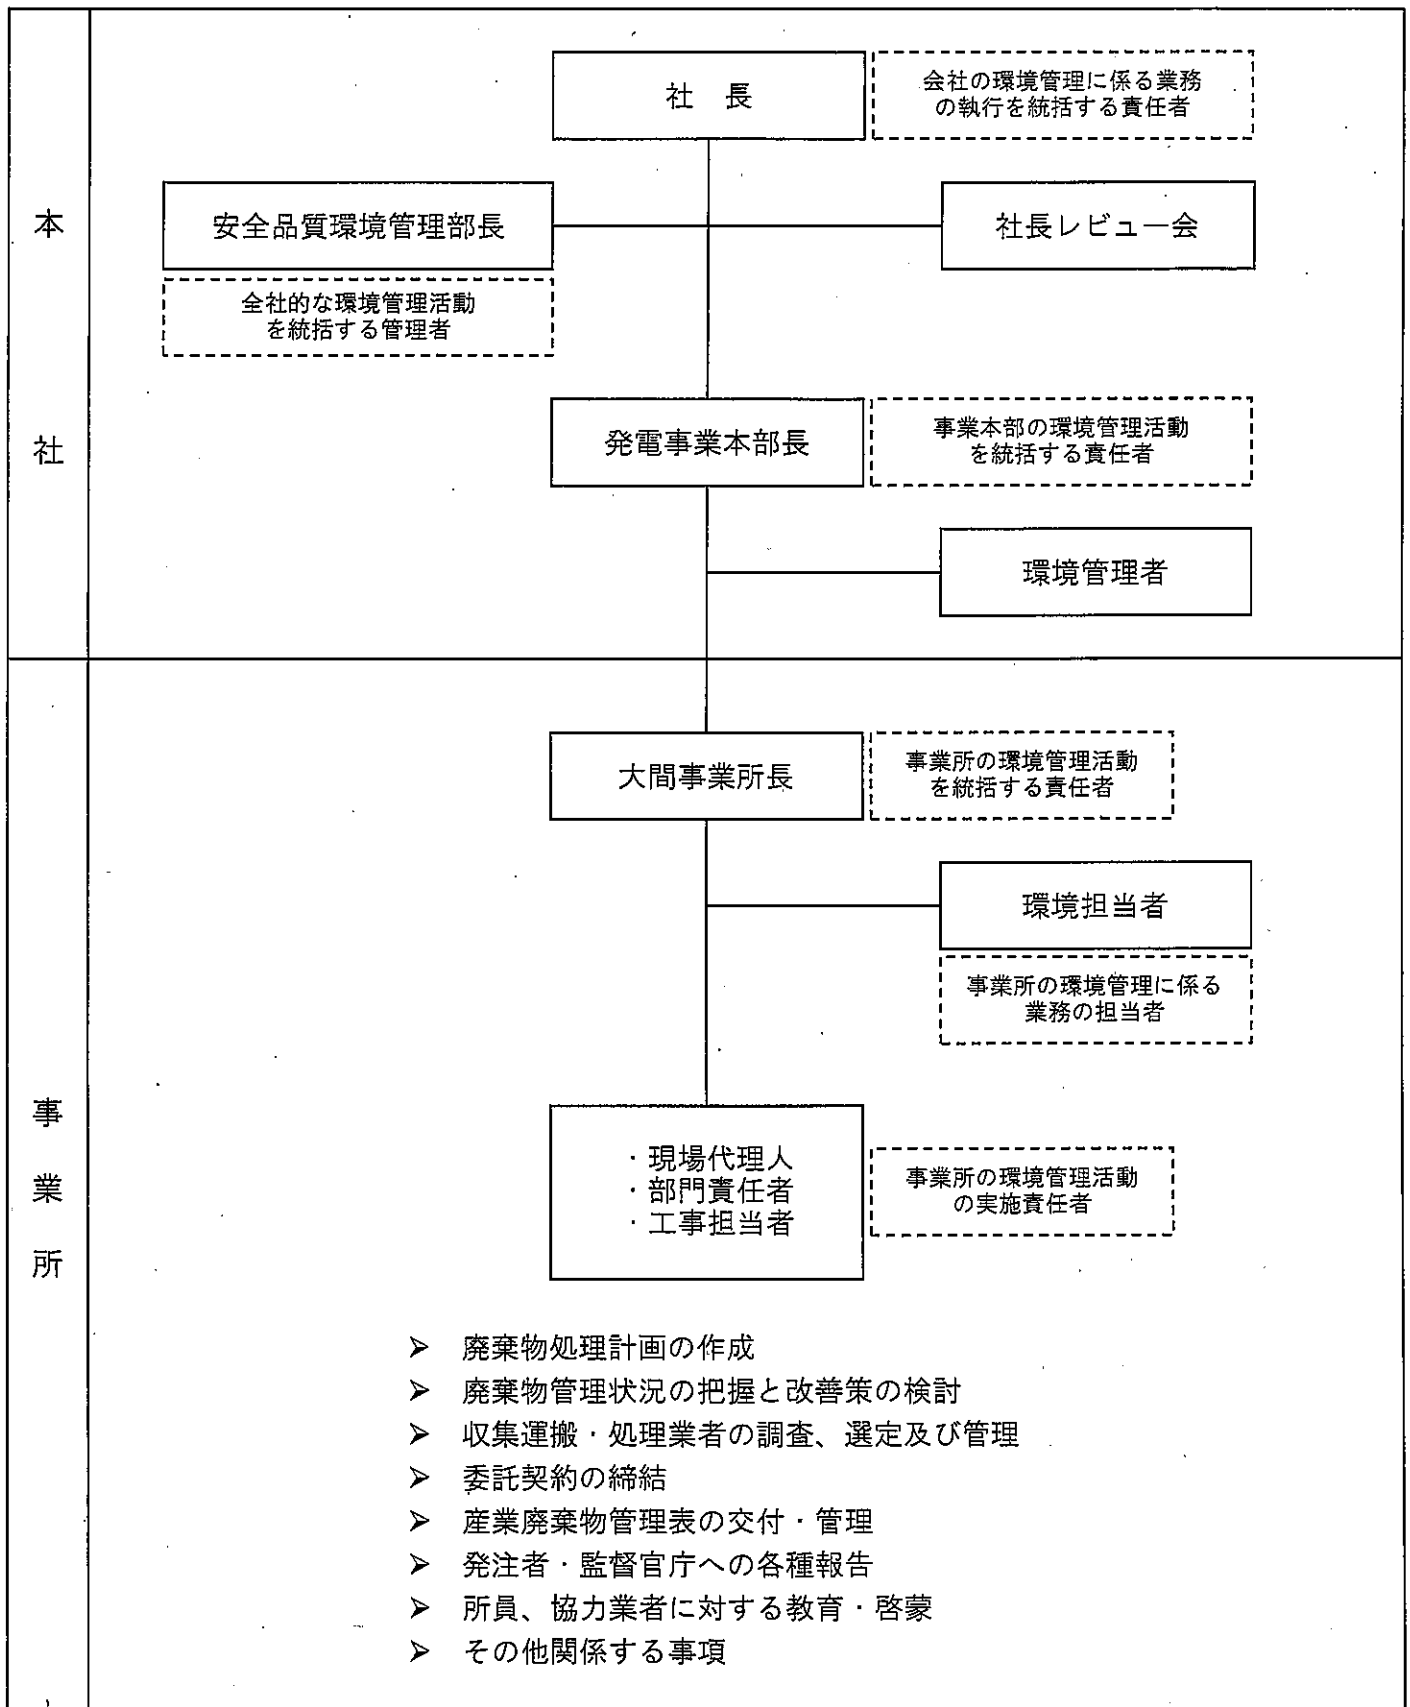 本社
社　長
会社の環境管理に係る業務
の執行を統括する責任者
安全品質環境管理部長
社長レビュー会
全社的な環境管理活動
を統括する管理者
発電事業本部長
事業本部の環境管理活動
を統括する責任者
環境管理者
事業所
大間事業所長
事業所の環境管理活動
を統括する責任者
環境担当者
事業所の環境管理に係る
業務の担当者
・現場代理人
・部門責任者
・工事担当者
事業所の環境管理活動
の実施責任者
➢ 廃棄物処理計画の作成
➢ 廃棄物管理状況の把握と改善策の検討
➢ 収集運搬・処理業者の調査、選定及び管理
➢ 委託契約の締結
➢ 産業廃棄物管理表の交付・管理
➢ 発注者・監督官庁への各種報告
➢ 所員、協力業者に対する教育・啓蒙
➢ その他関係する事項